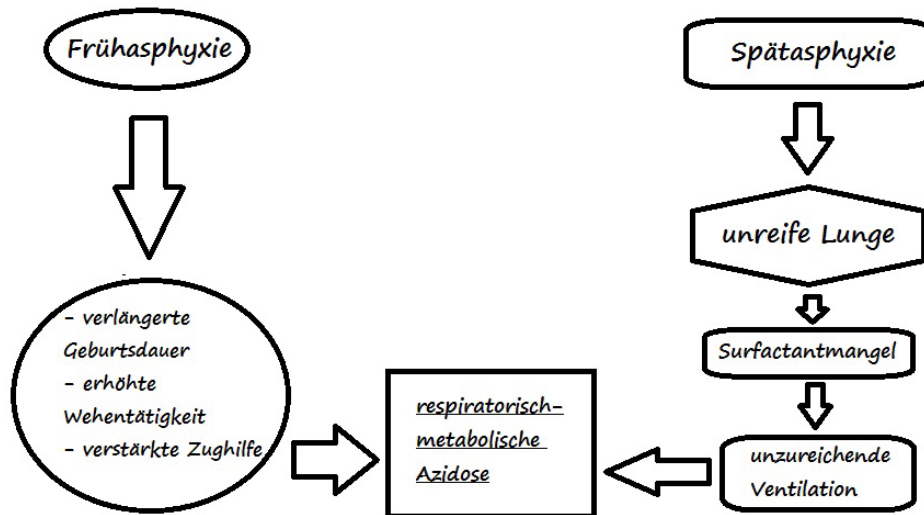 Frühasphyxie
Spätasphyxie
unreife Lunge
- verlängerte
Geburtsdauer
- erhöhte
Wehentätigkeit
- verstärkte Zughilfe
Surfactantmangel
respiratorisch-
metabolische
Azidose
unzureichende
Ventilation